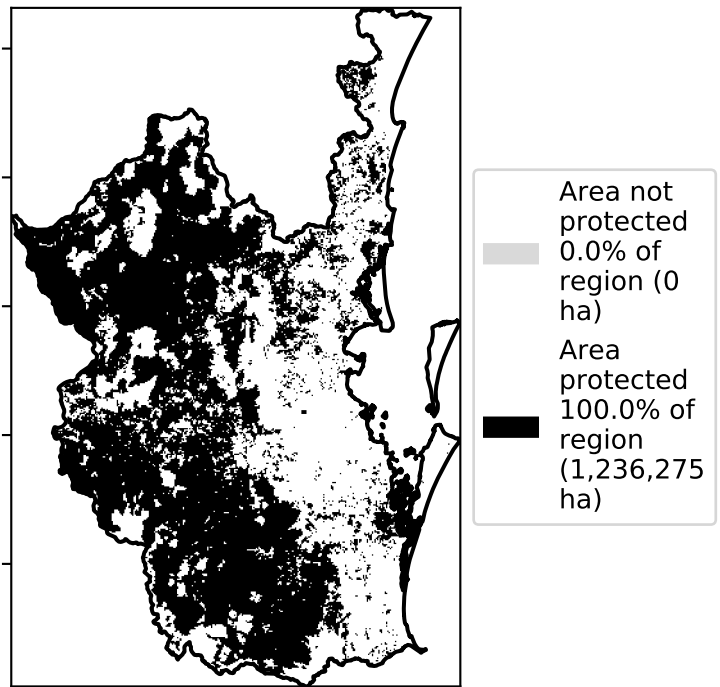 Area not
protected
0.0% of
region (0
ha)
Area
protected
100.0% of
region
(1,236,275
ha)